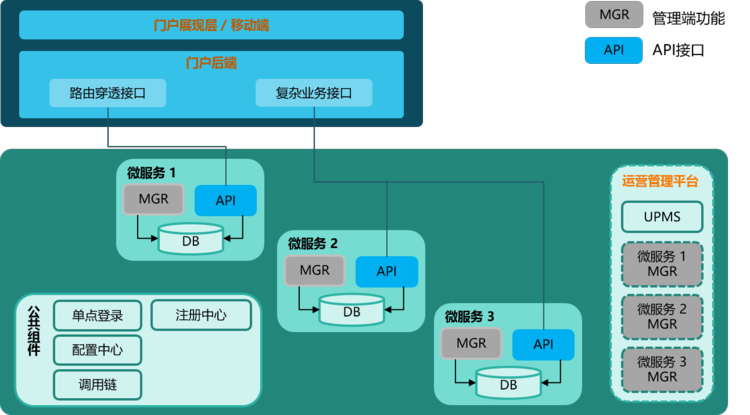 门户展现层 / 移动端
门户后端
路由穿透接口
复杂业务接口
MGR
管理端功能
API
API接口
微服务 1
MGR
API
DB
微服务 2
MGR
API
DB
微服务 3
MGR
API
DB
公共组件
单点登录
注册中心
配置中心
调用链
运营管理平台
UPMS
微服务 1
MGR
微服务 2
MGR
微服务 3
MGR